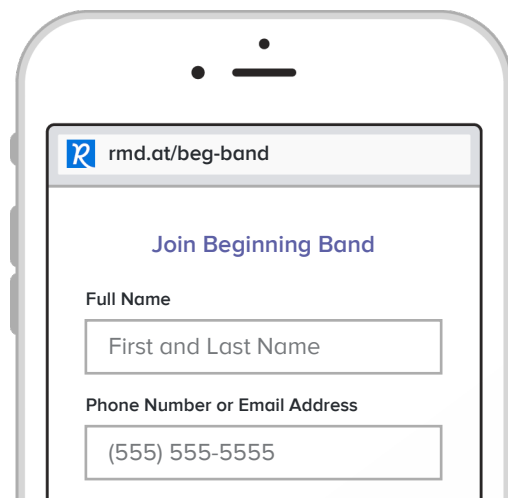 R rmd.at/beg-band
Join Beginning Band
Full Name
First and Last Name
Phone Number or Email Address
(555) 555-5555